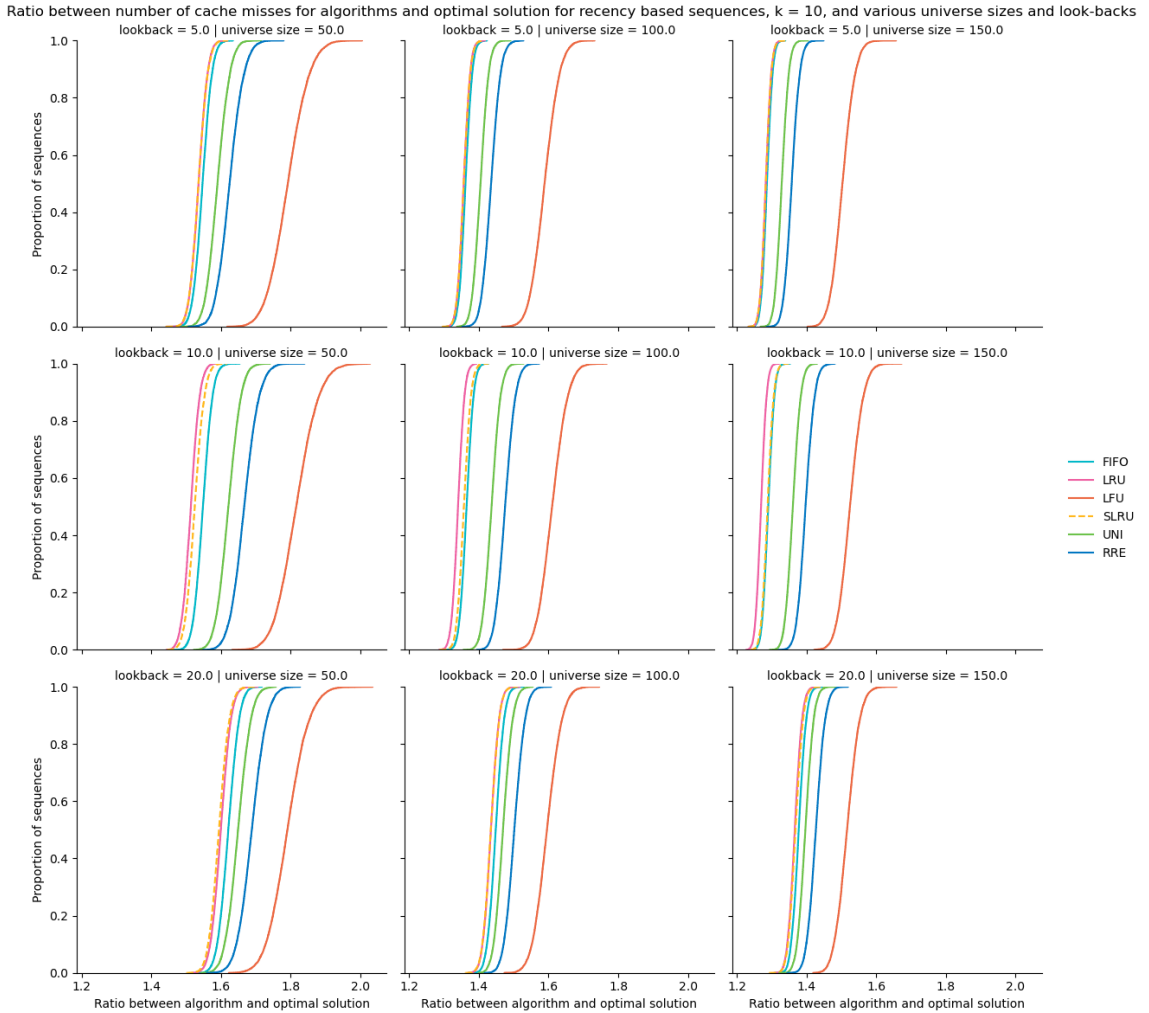 Ratio between number of cache misses for algorithms and optimal solution for recency based sequences, k = 10, and various universe sizes and look-backs
lookback = 5.0 | universe size = 50.0
lookback = 5.0 | universe size = 100.0
lookback = 5.0 | universe size = 150.0
1.0
0.8
0.6
0.4
0.2
0.0
Proportion of sequences
lookback = 10.0 | universe size = 50.0
lookback = 10.0 | universe size = 100.0
lookback = 10.0 | universe size = 150.0
1.0
0.8
0.6
0.4
0.2
0.0
Proportion of sequences
FIFO
LRU
LFU
SLRU
UNI
RRE
lookback = 20.0 | universe size = 50.0
lookback = 20.0 | universe size = 100.0
lookback = 20.0 | universe size = 150.0
1.0
0.8
0.6
0.4
0.2
0.0
Proportion of sequences
1.2 1.4 1.6 1.8 2.0
1.2 1.4 1.6 1.8 2.0
1.2 1.4 1.6 1.8 2.0
Ratio between algorithm and optimal solution
Ratio between algorithm and optimal solution
Ratio between algorithm and optimal solution